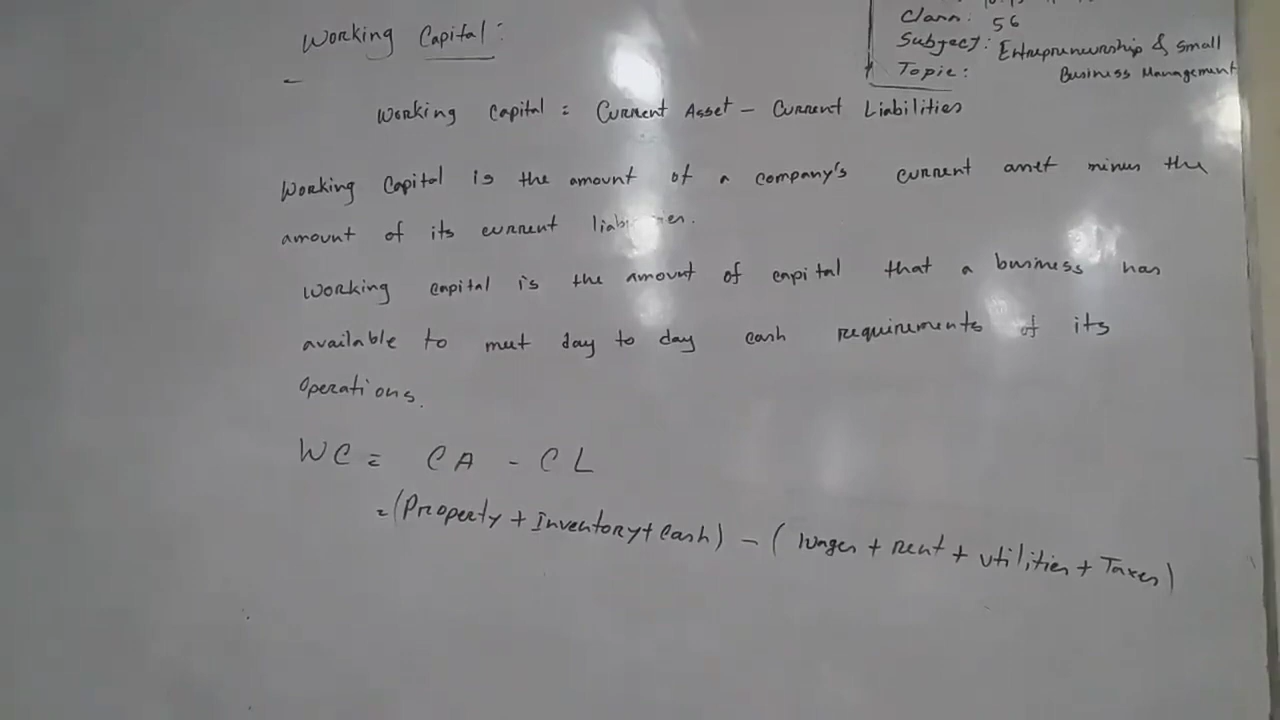 Working Capital:
Class: 56
Subject: Entrepreneurship & Small
Business Management
Topic:
Working Capital = Current Asset - Current Liabilities
Working Capital is the amount of a company's current asset minus the
amount of its current liabilities.
Working capital is the amount of capital that a business has
available to meet day to day cash requirements of its
operations.
WC = CA - CL
= (Property + Inventory + Cash) - (Wages + Rent + Utilities + Taxes)